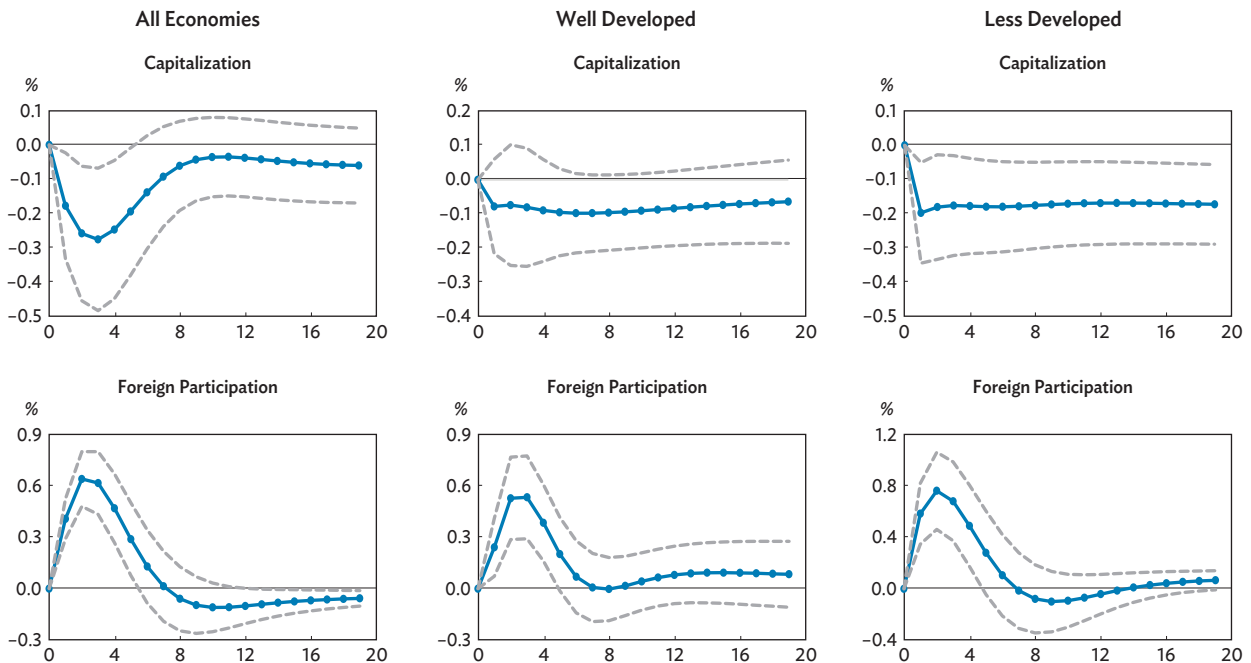 All Economies
Well Developed
Less Developed
Capitalization
Capitalization
Capitalization
%
%
%
0.1
0.0
–0.1
–0.2
–0.3
–0.4
–0.5
0 4 8 12 16 20
0.2
0.1
0.0
–0.1
–0.2
–0.3
–0.4
0 4 8 12 16 20
0.1
0.0
–0.1
–0.2
–0.3
–0.4
–0.5
0 4 8 12 16 20
Foreign Participation
Foreign Participation
Foreign Participation
%
%
%
0.9
0.6
0.3
0.0
–0.3
0 4 8 12 16 20
0.9
0.6
0.3
0.0
–0.3
0 4 8 12 16 20
1.2
0.8
0.4
0.0
–0.4
0 4 8 12 16 20